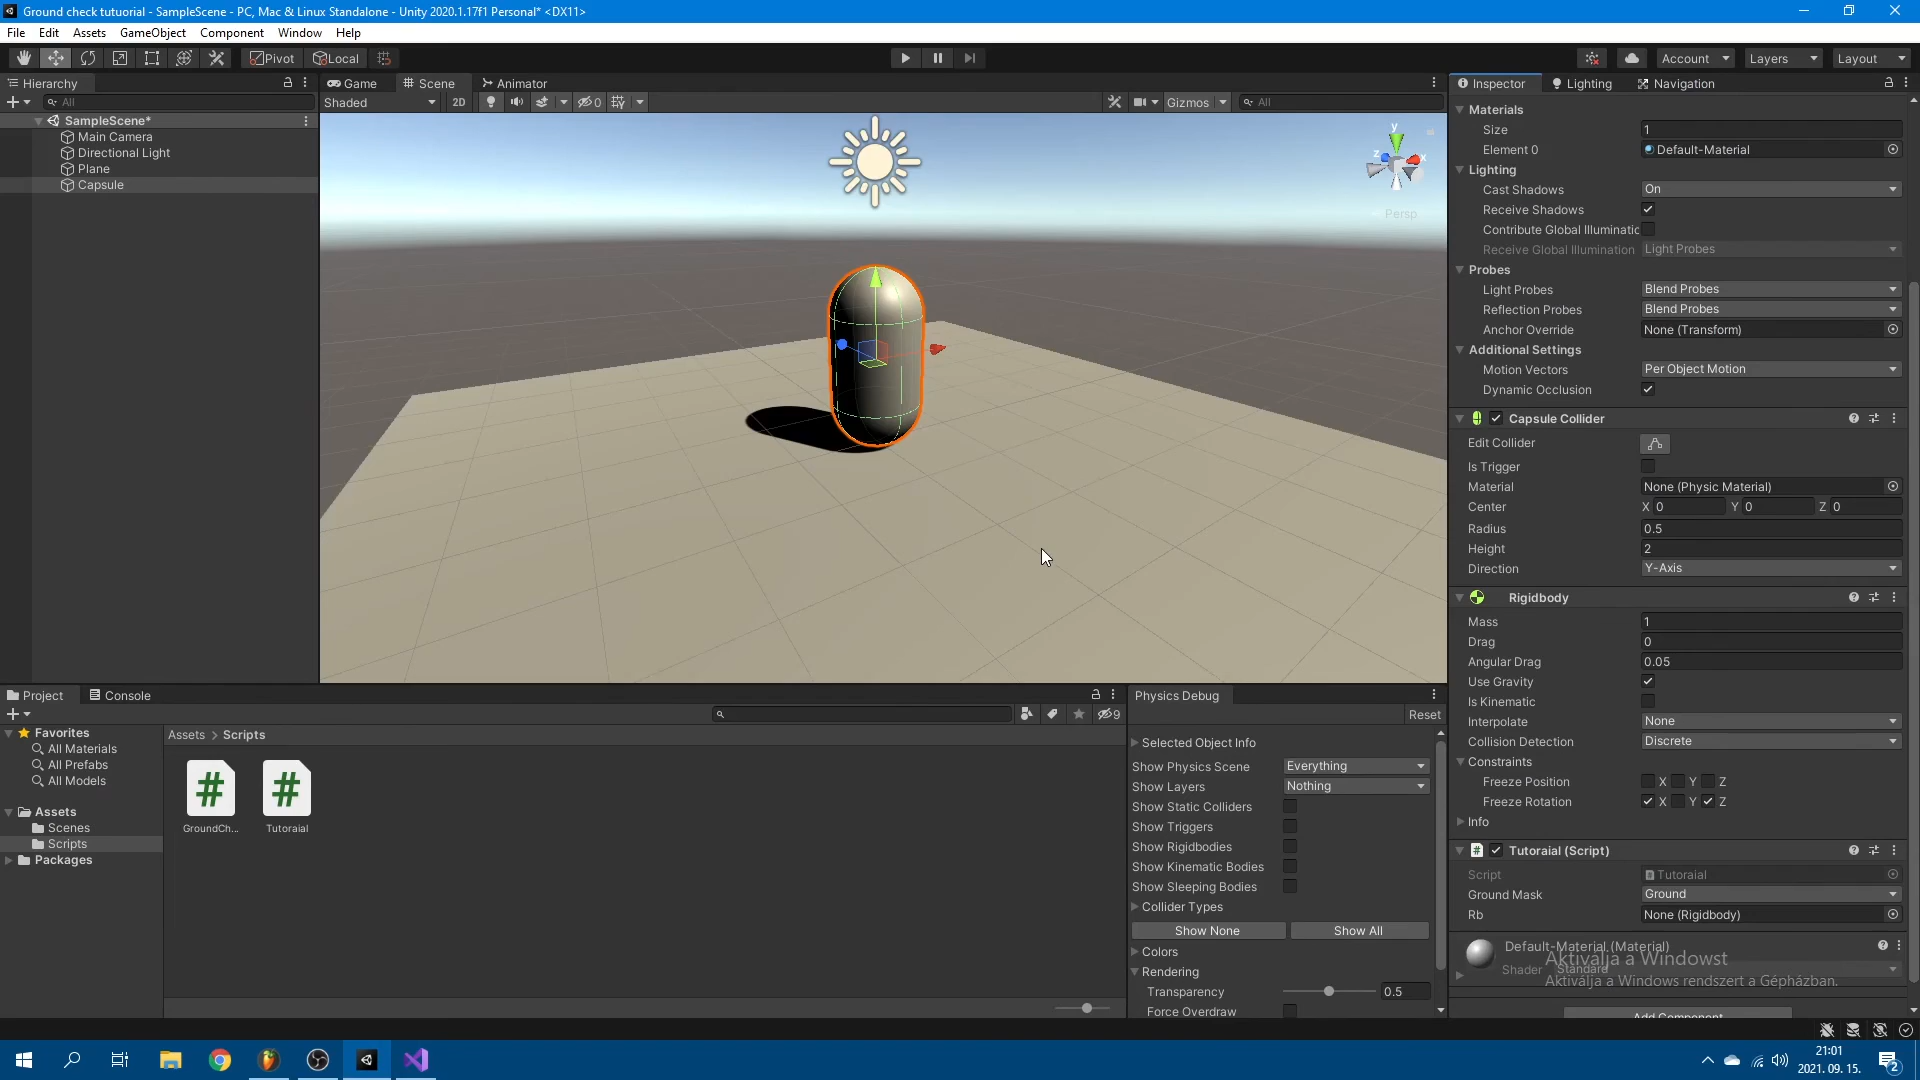 Ground check tutuorial - SampleScene - PC, Mac & Linux Standalone - Unity 2020.1.17f1 Personal* <DX11>
File Edit Assets GameObject Component Window Help
Pivot Local Account Layers Layout
Hierarchy
All
SampleScene*
Main Camera
Directional Light
Plane
Capsule
Game Scene Animator
Shaded 2D 0 Gizmos All
y
z x
Persp
Inspector Lighting Navigation
Materials
Size 1
Element 0 Default-Material
Lighting
Cast Shadows On
Receive Shadows
Contribute Global Illuminatic
Receive Global Illumination Light Probes
Probes
Light Probes Blend Probes
Reflection Probes Blend Probes
Anchor Override None (Transform)
Additional Settings
Motion Vectors Per Object Motion
Dynamic Occlusion
Capsule Collider
Edit Collider
Is Trigger
Material None (Physic Material)
Center X 0 Y 0 Z 0
Radius 0.5
Height 2
Direction Y-Axis
Rigidbody
Mass 1
Drag 0
Angular Drag 0.05
Use Gravity
Is Kinematic
Interpolate None
Collision Detection Discrete
Constraints
Freeze Position X Y Z
Freeze Rotation X Y Z
Info
Tutoraial (Script)
Script Tutoraial
Ground Mask Ground
Rb None (Rigidbody)
Default-Material (Material)
Shader Standard
Aktiválja a Windowst
Aktiválja a Windows rendszert a Gépházban.
Add Component
Project Console
9
Favorites
All Materials
All Prefabs
All Models
Assets
Scenes
Scripts
Packages
Assets > Scripts
GroundCh...
Tutoraial
Physics Debug
Reset
Selected Object Info
Show Physics Scene Everything
Show Layers Nothing
Show Static Colliders
Show Triggers
Show Rigidbodies
Show Kinematic Bodies
Show Sleeping Bodies
Collider Types
Show None Show All
Colors
Rendering
Transparency 0.5
Force Overdraw
21:01
2021. 09. 15.
2